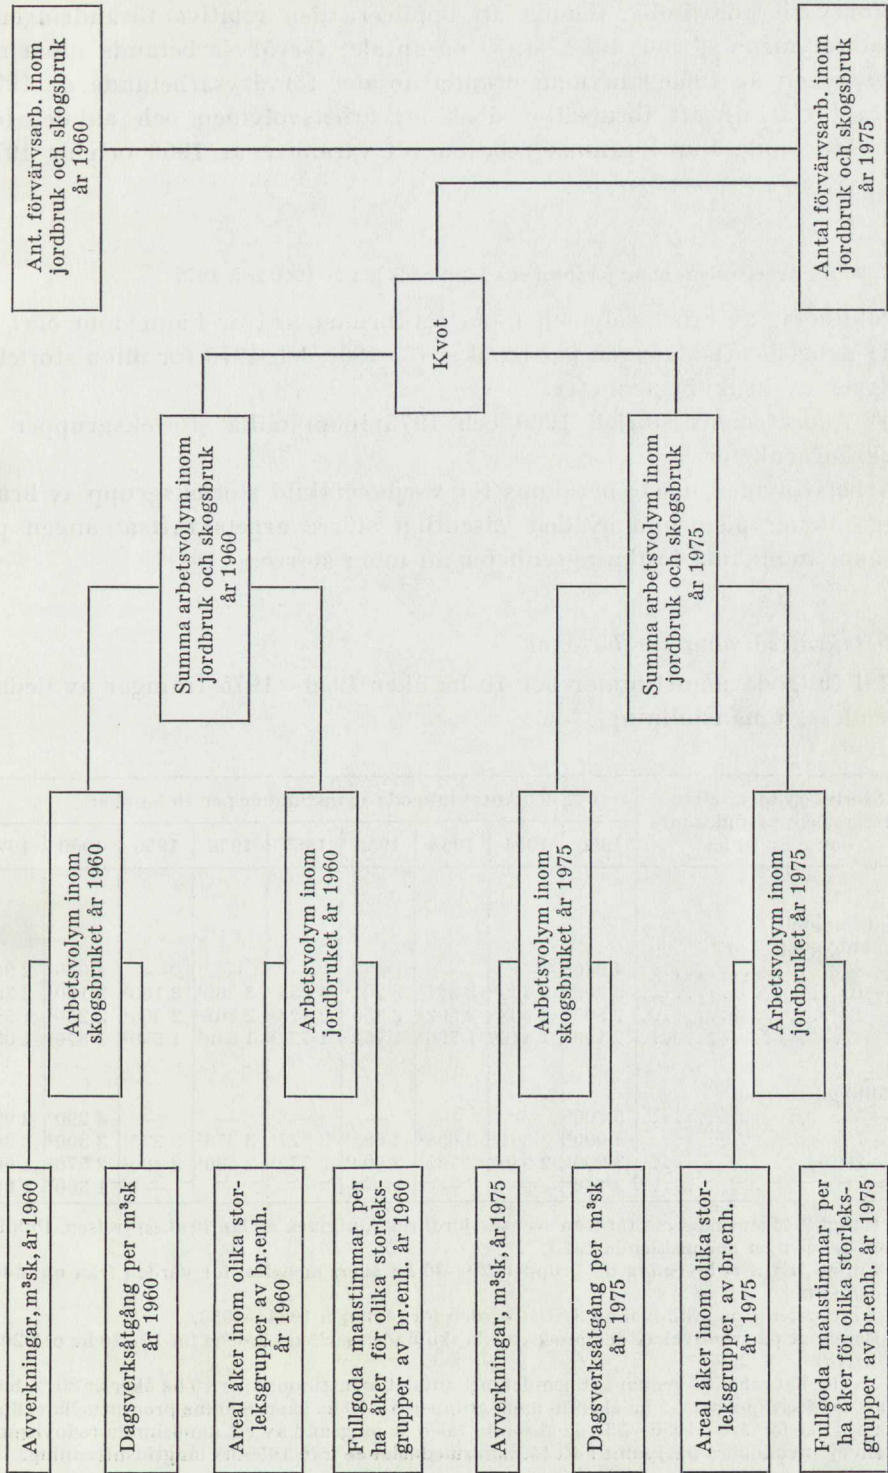 Avverkningar, m³sk, år 1960
Dagsverksåtgång per m³sk
år 1960
Areal åker inom olika stor-
leksgrupper av br.enh.
år 1960
Fullgoda manstimmar per
ha åker för olika storleks-
grupper av br.enh. år 1960
Avverkningar, m³sk, år 1975
Dagsverksåtgång per m³sk
år 1975
Areal åker inom olika stor-
leksgrupper av br.enh.
år 1975
Fullgoda manstimmar per
ha åker för olika storleks-
grupper av br.enh. år 1975
Arbetsvolym inom
skogsbruket år 1960
Arbetsvolym inom
jordbruket år 1960
Arbetsvolym inom
skogsbruket år 1975
Arbetsvolym inom
jordbruket år 1975
Summa arbetsvolym inom
jordbruk och skogsbruk
år 1960
Summa arbetsvolym inom
jordbruk och skogsbruk
år 1975
Kvot
Ant. förvärvsarb. inom
jordbruk och skogsbruk
år 1960
Antal förvärvsarb. inom
jordbruk och skogsbruk
år 1975